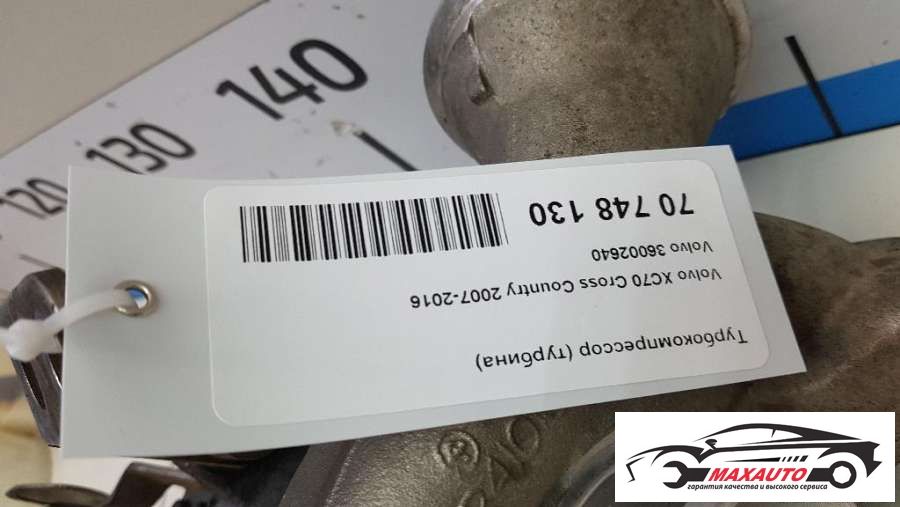 140
130
120
Турбокомпрессор (турбина)
Volvo XC70 Cross Country 2007-2016
Volvo 36002640
70 748 130
MAXAUTO
гарантия качества и высокого сервиса